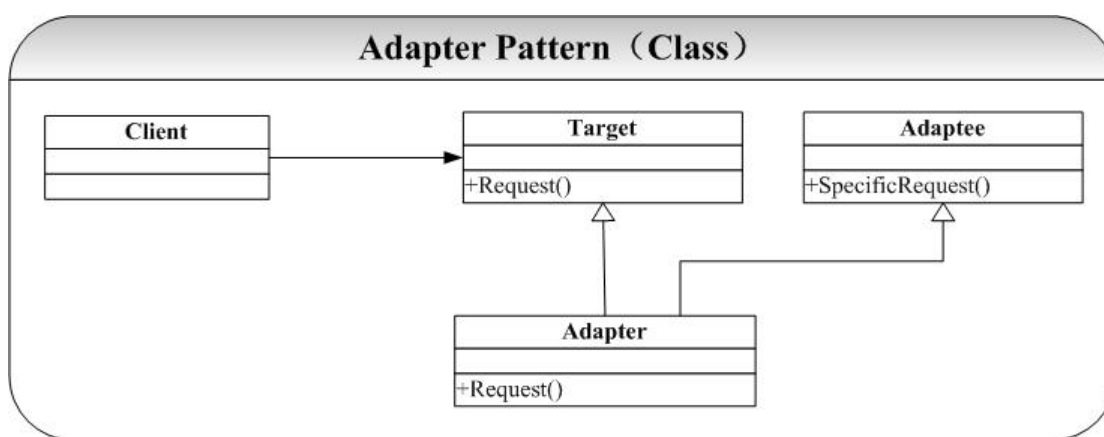 Adapter Pattern（Class）
Client
Target
Adaptee
+Request()
+SpecificRequest()
Adapter
+Request()